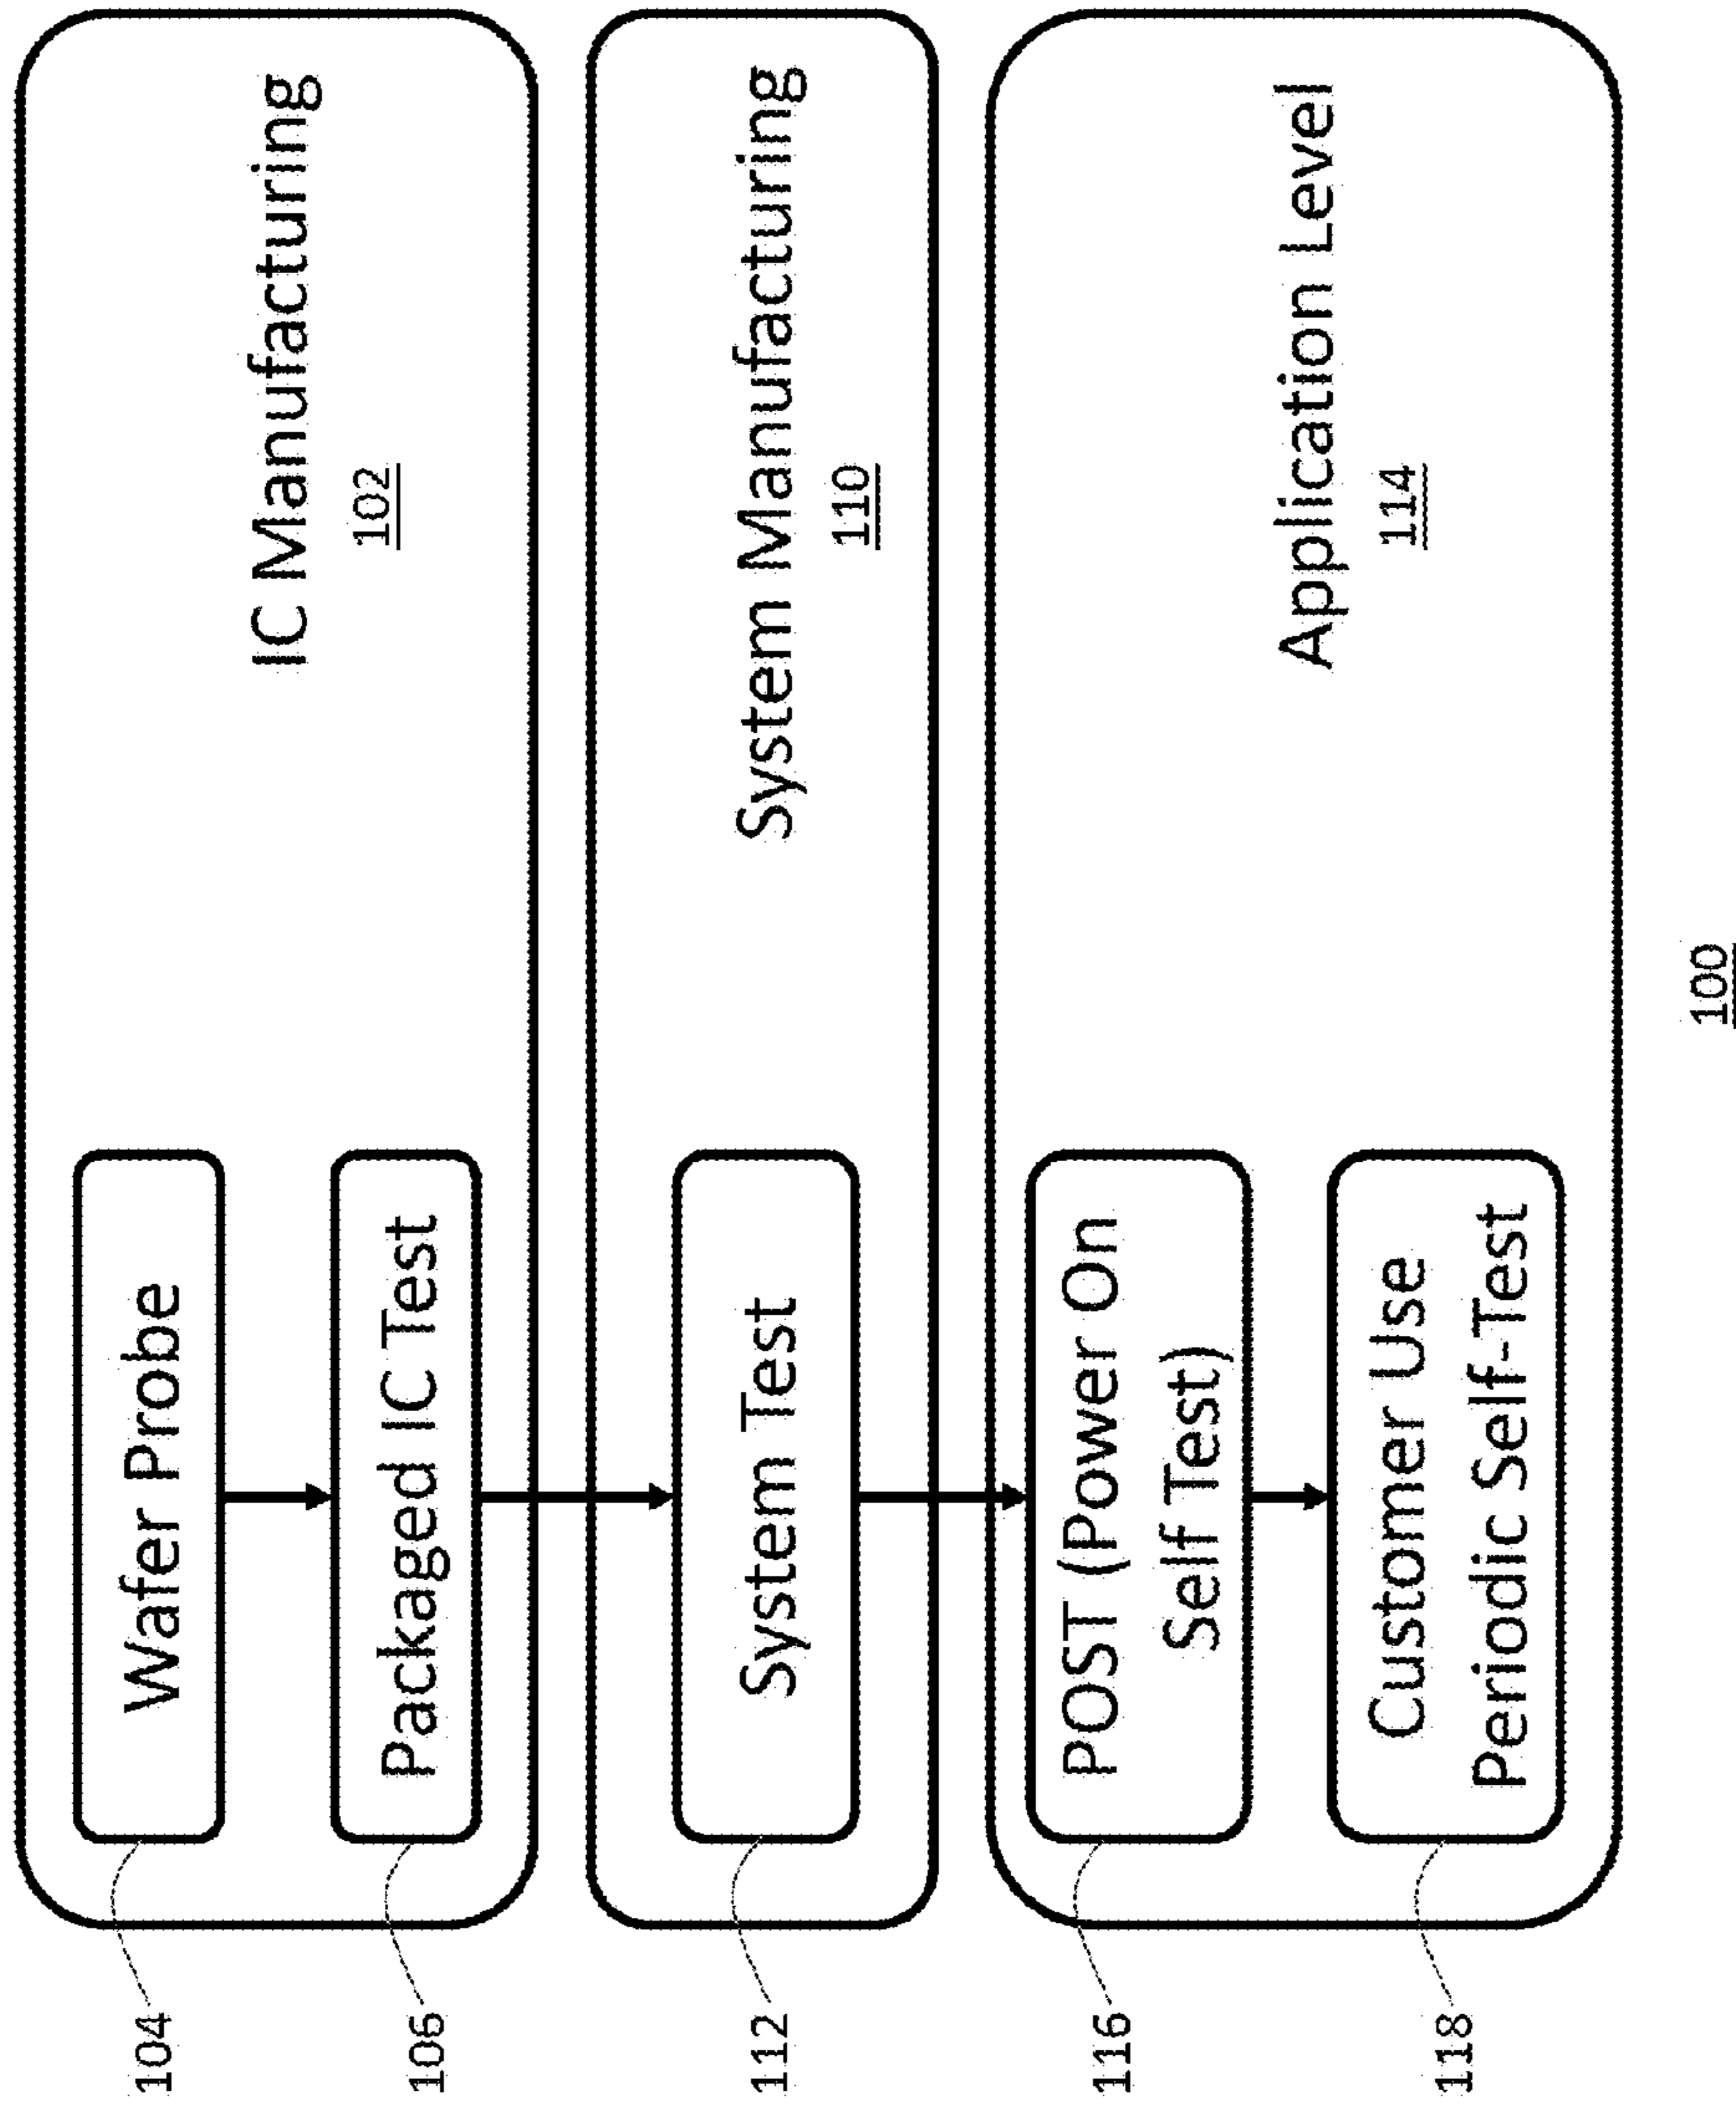 104
Wafer Probe
IC Manufacturing
102
106
Packaged IC Test
112
System Test
System Manufacturing
110
116
POST (Power On
Self Test)
Application Level
114
118
Customer Use
Periodic Self-Test
100